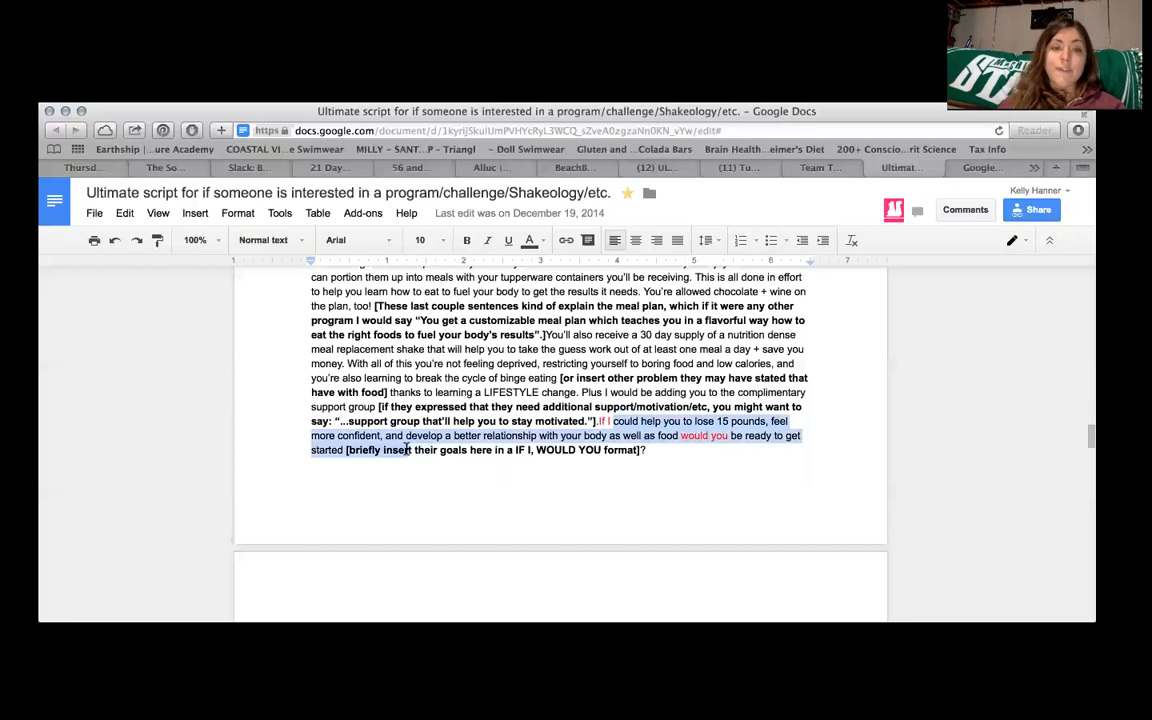 Ultimate script for if someone is interested in a program/challenge/Shakeology/etc. – Google Docs
https docs.google.com/document/d/1kyrijSkulUmPVHYcRyL3WCQ_sZveA0zgzaNn0KN_vYw/edit# Reader
Earthship ...ure Academy COASTAL VI...e Swimwear MILLY – SANT...P – Triangl – Doll Swimwear Gluten and ...Colada Bars Brain Health...eimer's Diet 200+ Conscio...rit Science Tax Info
Thursd... The So... Slack: B... 21 Day... 56 and... Alluc |... BeachB... (12) UL... (11) Tu... Team T... Ultimat... Google...
Ultimate script for if someone is interested in a program/challenge/Shakeology/etc.
Kelly Hanner
File Edit View Insert Format Tools Table Add-ons Help Last edit was on December 19, 2014
Comments Share
100% Normal text Arial 10 B I U A
1 1 2 3 4 5 6 7
can portion them up into meals with your tupperware containers you'll be receiving. This is all done in effort
to help you learn how to eat to fuel your body to get the results it needs. You're allowed chocolate + wine on
the plan, too! [These last couple sentences kind of explain the meal plan, which if it were any other
program I would say “You get a customizable meal plan which teaches you in a flavorful way how to
eat the right foods to fuel your body's results”.]You'll also receive a 30 day supply of a nutrition dense
meal replacement shake that will help you to take the guess work out of at least one meal a day + save you
money. With all of this you're not feeling deprived, restricting yourself to boring food and low calories, and
you're also learning to break the cycle of binge eating [or insert other problem they may have stated that
have with food] thanks to learning a LIFESTYLE change. Plus I would be adding you to the complimentary
support group [if they expressed that they need additional support/motivation/etc, you might want to
say: “...support group that'll help you to stay motivated.”].If I could help you to lose 15 pounds, feel
more confident, and develop a better relationship with your body as well as food would you be ready to get
started [briefly insert their goals here in a IF I, WOULD YOU format]?